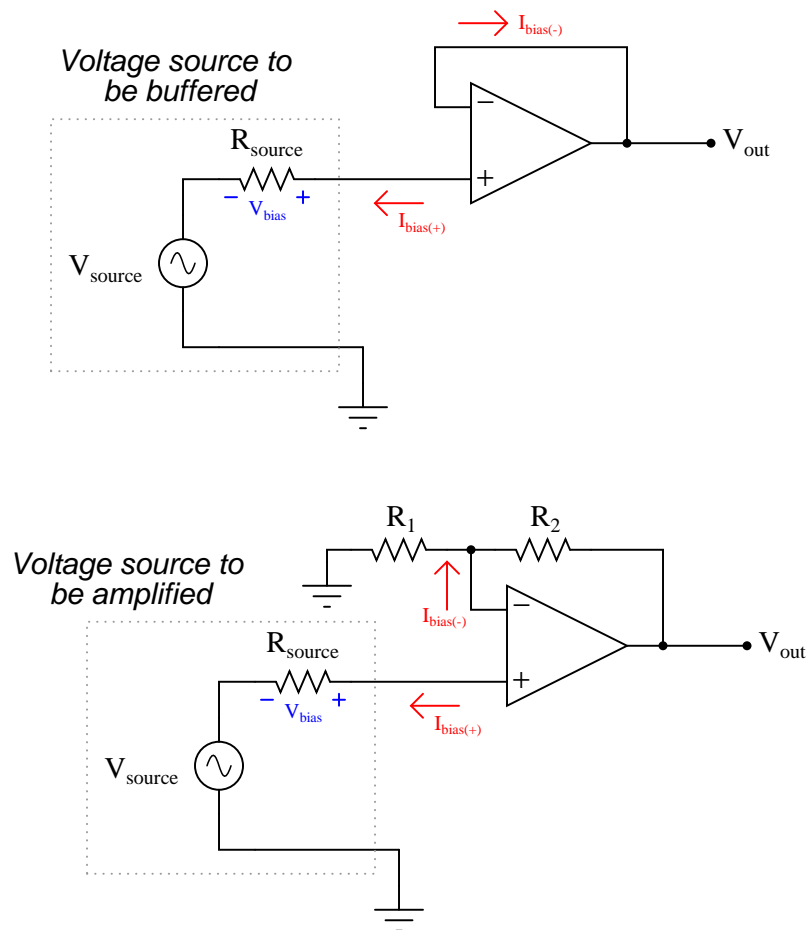 I_bias(-)
Voltage source to
be buffered
R_source
−
V_out
+
− V_bias +
I_bias(+)
V_source
R_1 R_2
Voltage source to
be amplified
−
I_bias(-)
R_source
V_out
+
− V_bias +
I_bias(+)
V_source